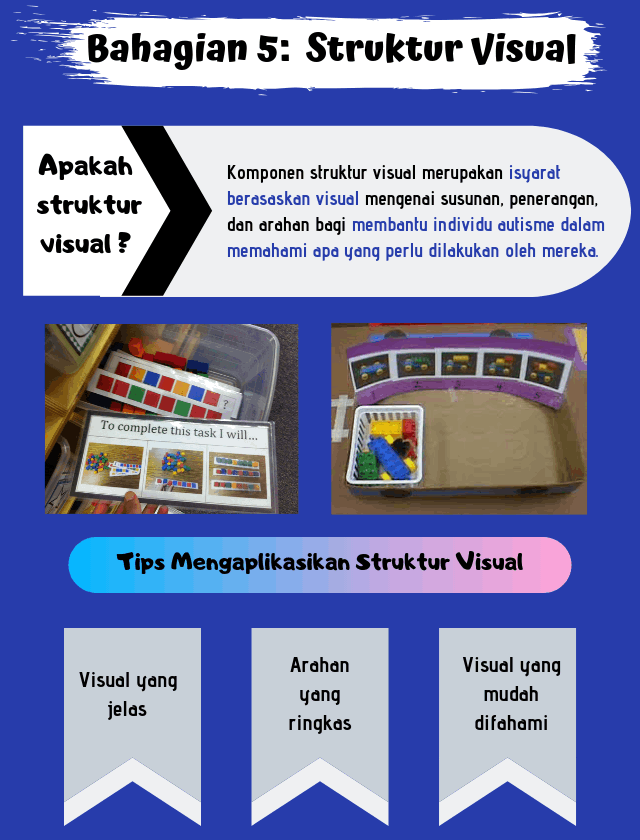 Bahagian 5: Struktur Visual
Apakah
struktur
visual ?
Komponen struktur visual merupakan isyarat
berasaskan visual mengenai susunan, penerangan,
dan arahan bagi membantu individu autisme dalam
memahami apa yang perlu dilakukan oleh mereka.
?
To complete this task I will...
1 2 3 4 5
Tips Mengaplikasikan Struktur Visual
Visual yang
jelas
Arahan
yang
ringkas
Visual yang
mudah
difahami